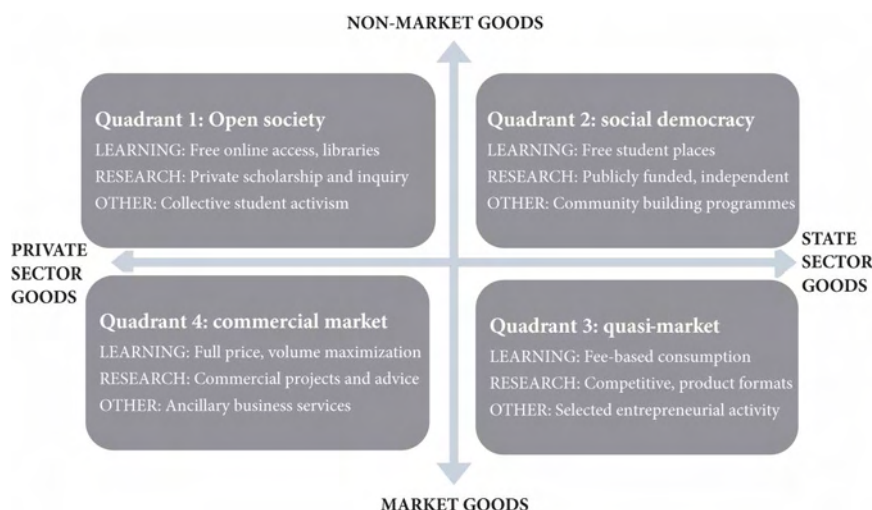 NON-MARKET GOODS
Quadrant 1: Open society
LEARNING: Free online access, libraries
RESEARCH: Private scholarship and inquiry
OTHER: Collective student activism
Quadrant 2: social democracy
LEARNING: Free student places
RESEARCH: Publicly funded, independent
OTHER: Community building programmes
PRIVATE
SECTOR
GOODS
STATE
SECTOR
GOODS
Quadrant 4: commercial market
LEARNING: Full price, volume maximization
RESEARCH: Commercial projects and advice
OTHER: Ancillary business services
Quadrant 3: quasi-market
LEARNING: Fee-based consumption
RESEARCH: Competitive, product formats
OTHER: Selected entrepreneurial activity
MARKET GOODS